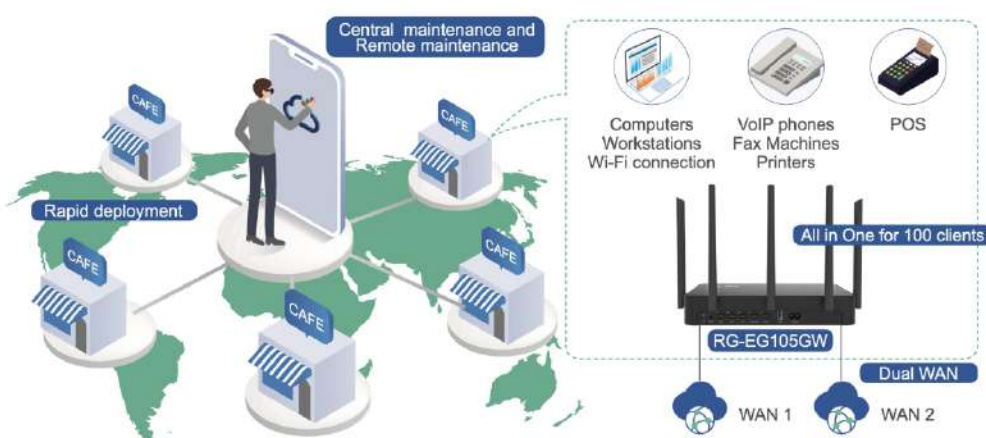 Central maintenance and
Remote maintenance
CAFE
CAFE
Rapid deployment
CAFE
CAFE
CAFE
Computers
Workstations
Wi-Fi connection
VoIP phones
Fax Machines
Printers
POS
All in One for 100 clients
RG-EG105GW
Dual WAN
WAN 1
WAN 2